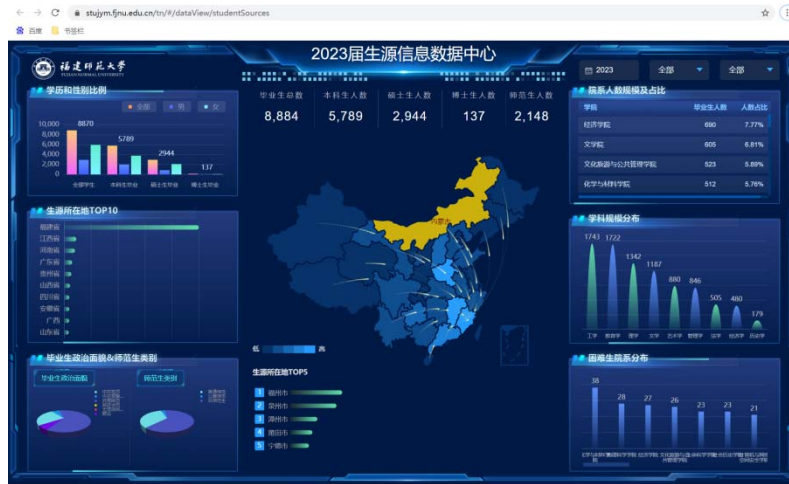 stujym.fjnu.edu.cn/tn/#/dataView/studentSources
百度 书签栏
福建师范大学
FUJIAN NORMAL UNIVERSITY
2023届生源信息数据中心
2023 全部 全部
学历和性别比例
全部 男 女
10,000
8,000
6,000
4,000
2,000
0
8870
5789
2944
137
全部学生 本科生毕业 硕士生毕业 博士生毕业
毕业生总数 本科生人数 硕士生人数 博士生人数 师范生人数
8,884 5,789 2,944 137 2,148
院系人数规模及占比
学院 毕业生人数 人数占比
经济学院 690 7.77%
文学院 605 6.81%
文化旅游与公共管理学院 523 5.89%
化学与材料学院 512 5.76%
生源所在地TOP10
福建省
江西省
河南省
广东省
贵州省
山西省
四川省
安徽省
广西
山东省
内蒙古
低 高
学科规模分布
1743 1722 1342 1187 880 846 505 480 379
工学 教育学 理学 文学 艺术学 管理学 法学 经济学 历史学
毕业生政治面貌&师范生类别
毕业生政治面貌 师范生类别
生源所在地TOP5
1 福州市
2 泉州市
3 漳州市
4 莆田市
5 宁德市
困难生院系分布
38 28 27 26 23 23 21
经济学院